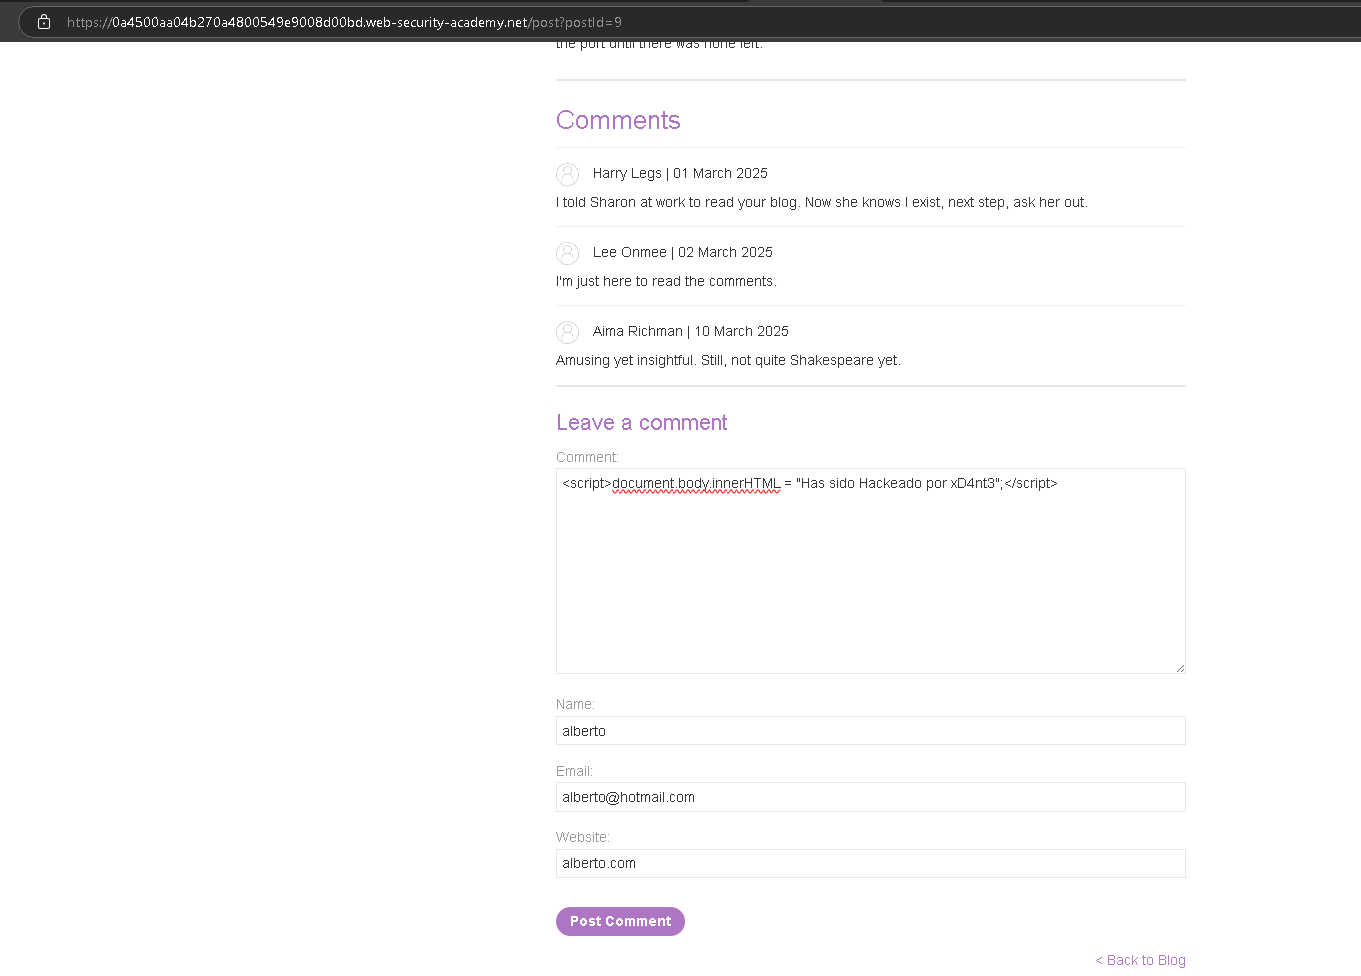 https://0a4500aa04b270a4800549e9008d00bd.web-security-academy.net/post?postId=9
the port until there was none left.
Comments
Harry Legs | 01 March 2025
I told Sharon at work to read your blog. Now she knows I exist, next step, ask her out.
Lee Onmee | 02 March 2025
I'm just here to read the comments.
Aima Richman | 10 March 2025
Amusing yet insightful. Still, not quite Shakespeare yet.
Leave a comment
Comment:
<script>document.body.innerHTML = "Has sido Hackeado por xD4nt3";</script>
Name:
alberto
Email:
alberto@hotmail.com
Website:
alberto.com
Post Comment
< Back to Blog